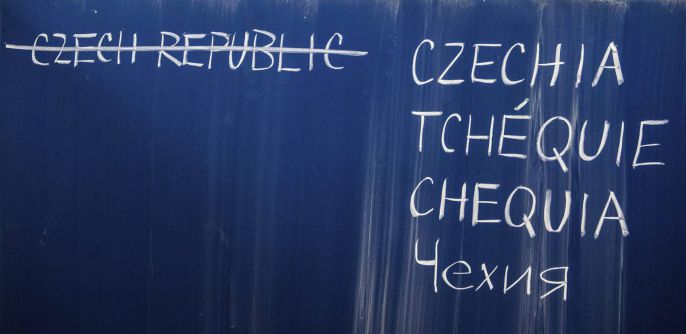 CZECH REPUBLIC
CZECHIA
TCHÉQUIE
CHEQUIA
Чехия